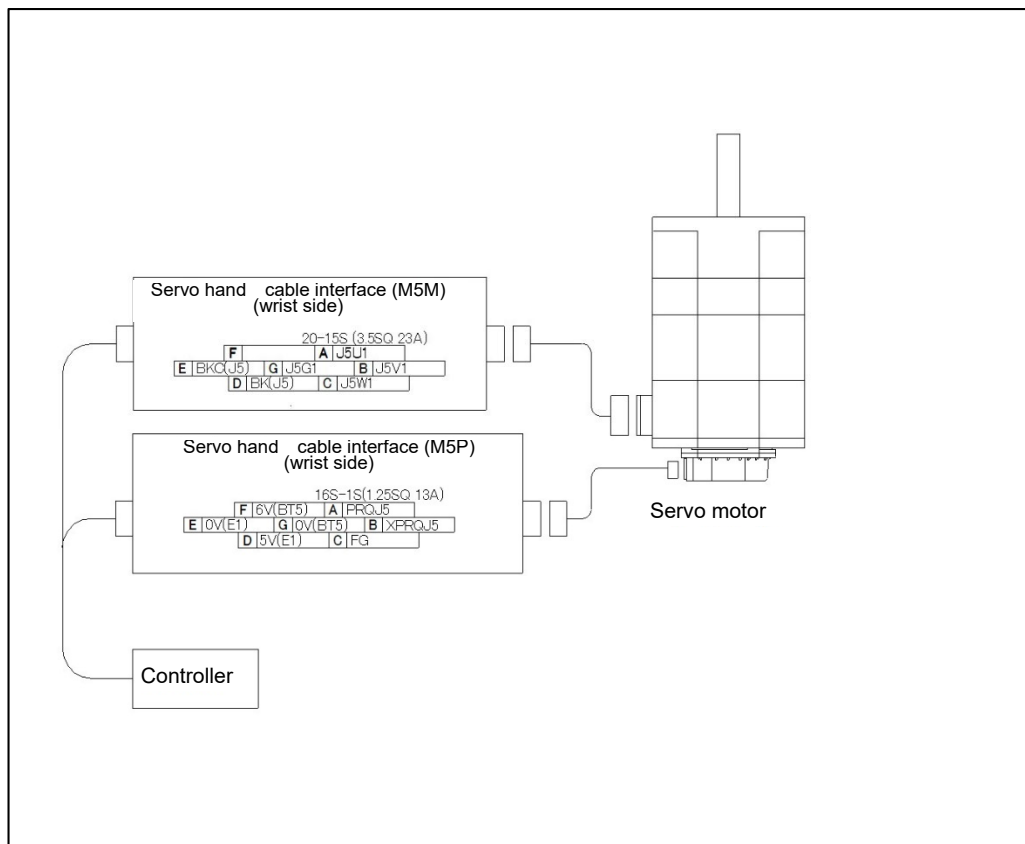 Servo hand cable interface (M5M)
(wrist side)
20-15S (3.5SQ 23A)
F A J5U1
E BKC(J5) G J5G1 B J5V1
D BK(J5) C J5W1
Servo hand cable interface (M5P)
(wrist side)
16S-1S(1.25SQ 13A)
F 6V(BT5) A PRQJ5
E 0V(E1) G 0V(BT5) B XPRQJ5
D 5V(E1) C FG
Servo motor
Controller